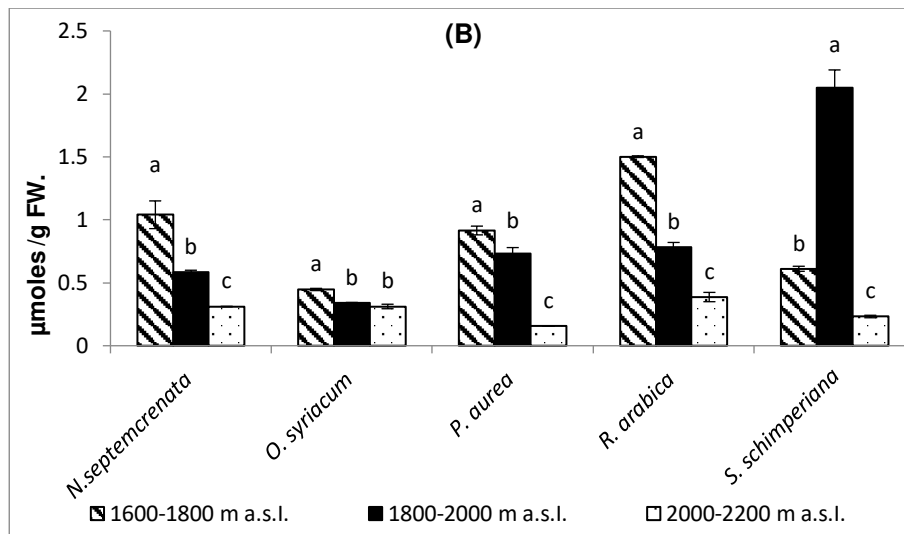 (B)
µmoles /g FW.
2.5
2
1.5
1
0.5
0
a b c
a b b
a b c
a b c
b a c
N.septemcrenata
O. syriacum
P. aurea
R. arabica
S. schimperiana
1600-1800 m a.s.l. 1800-2000 m a.s.l. 2000-2200 m a.s.l.